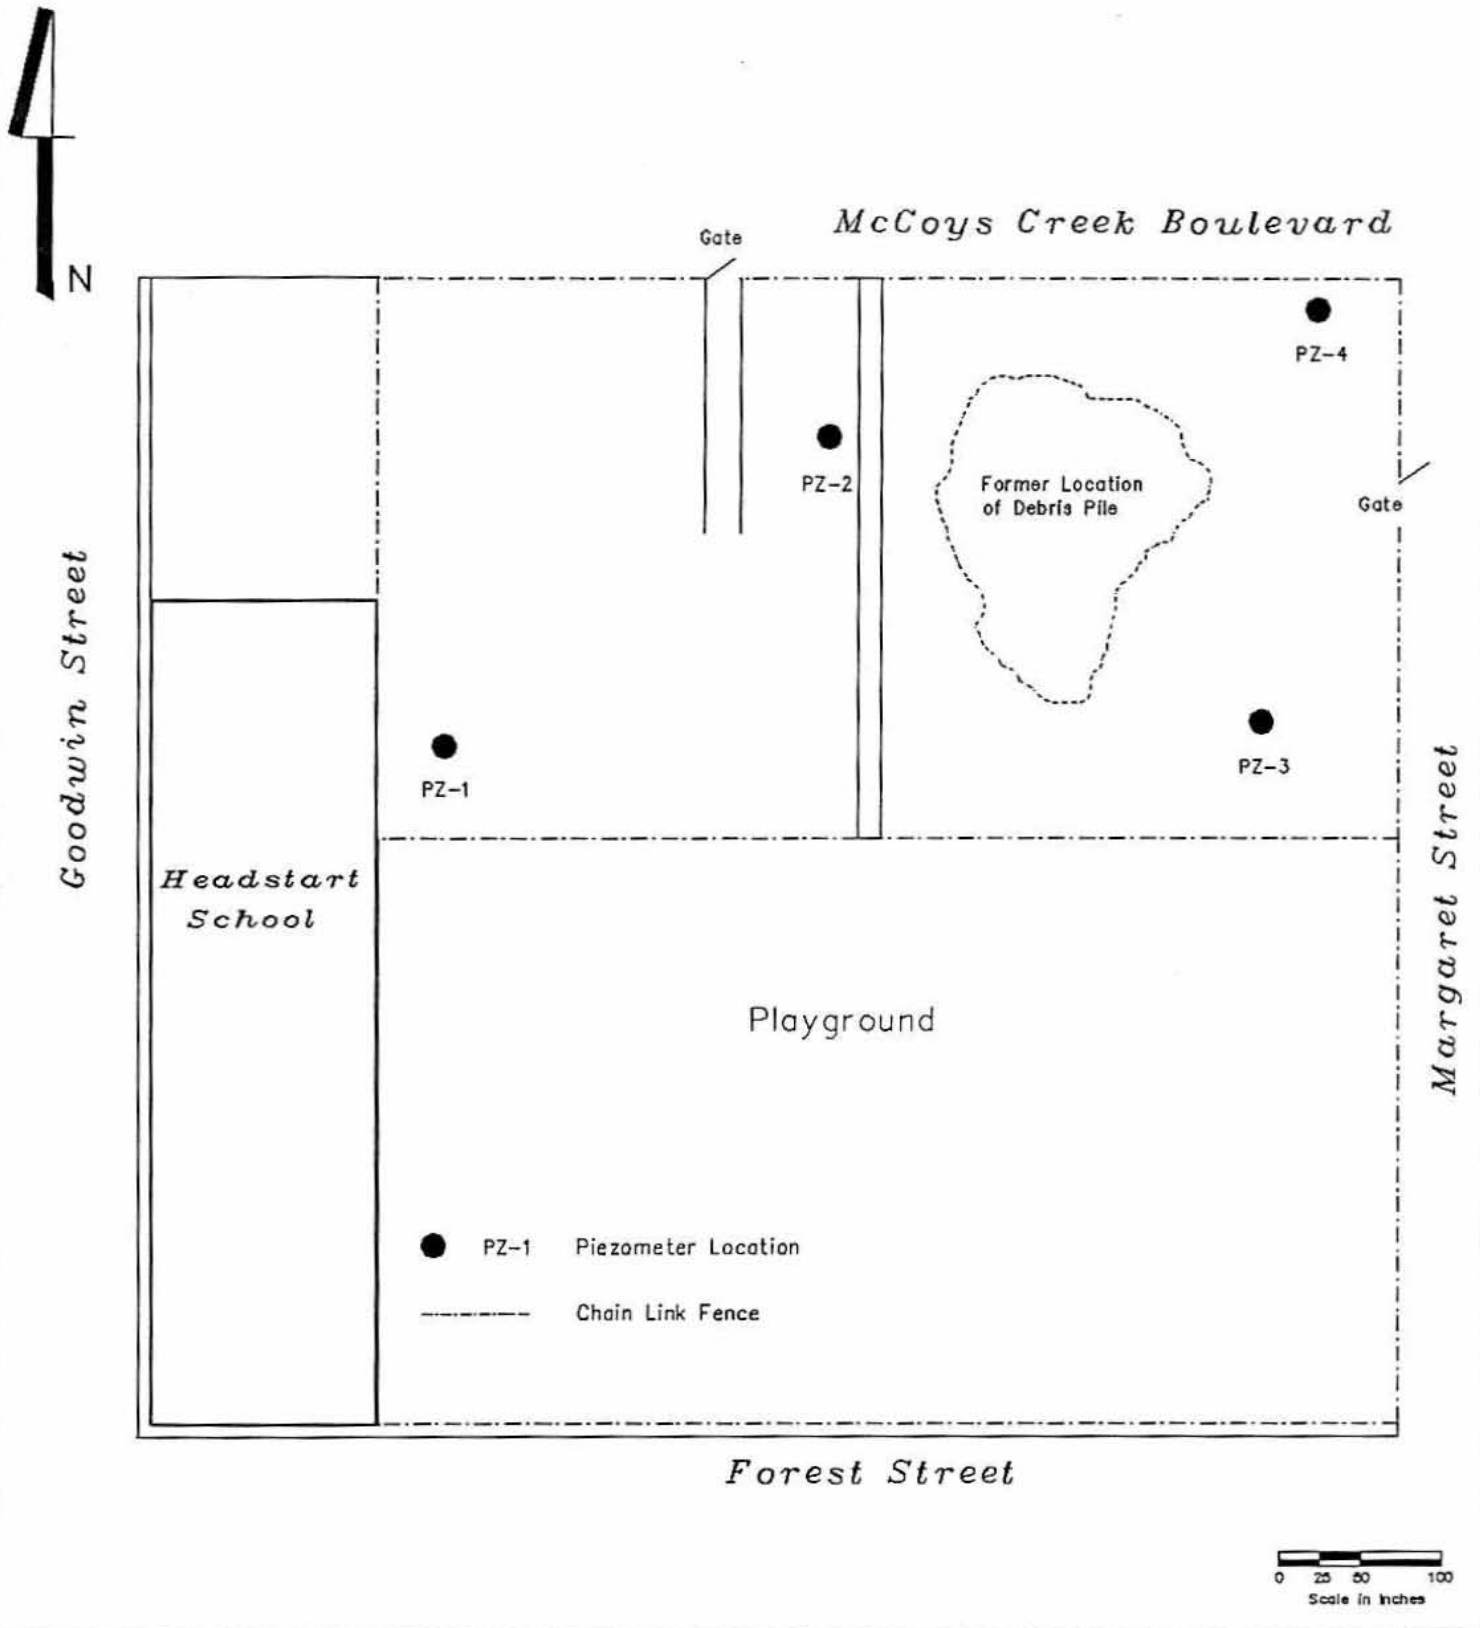 McCoys Creek Boulevard
Gate
N
PZ-4
PZ-2
Former Location
of Debris Pile
Gate
Goodwin Street
PZ-3
PZ-1
Margaret Street
Headstart
School
Playground
PZ-1 Piezometer Location
Chain Link Fence
Forest Street
0 25 50 100
Scale in Inches